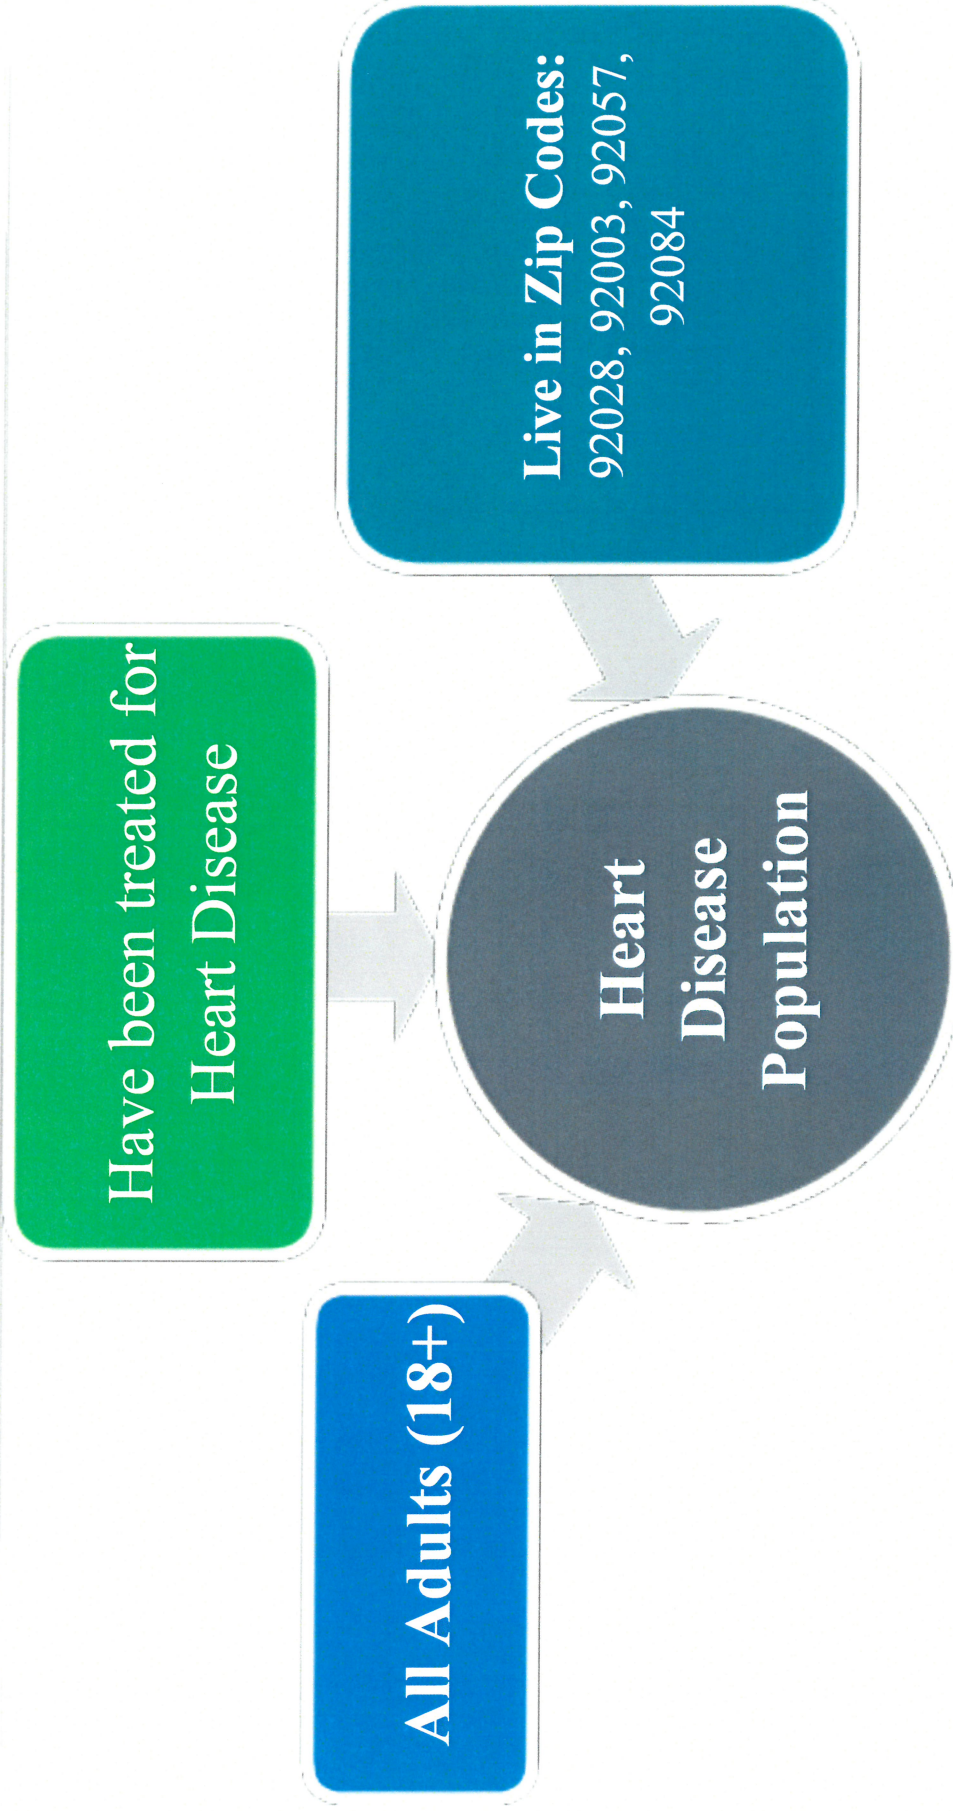 All Adults (18+)
Have been treated for
Heart Disease
Live in Zip Codes:
92028, 92003, 92057,
92084
Heart
Disease
Population